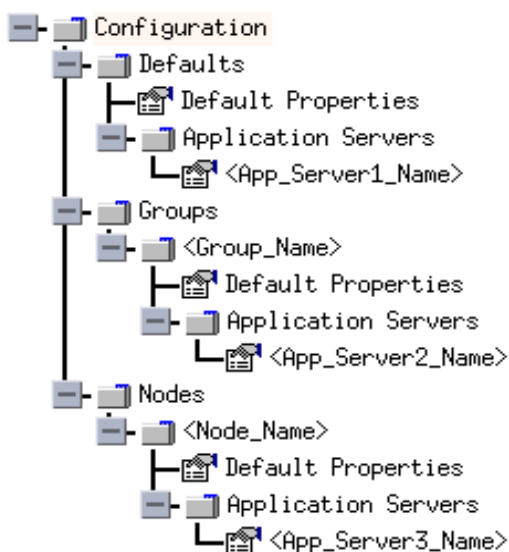 Configuration
Defaults
Default Properties
Application Servers
<App_Server1_Name>
Groups
<Group_Name>
Default Properties
Application Servers
<App_Server2_Name>
Nodes
<Node_Name>
Default Properties
Application Servers
<App_Server3_Name>